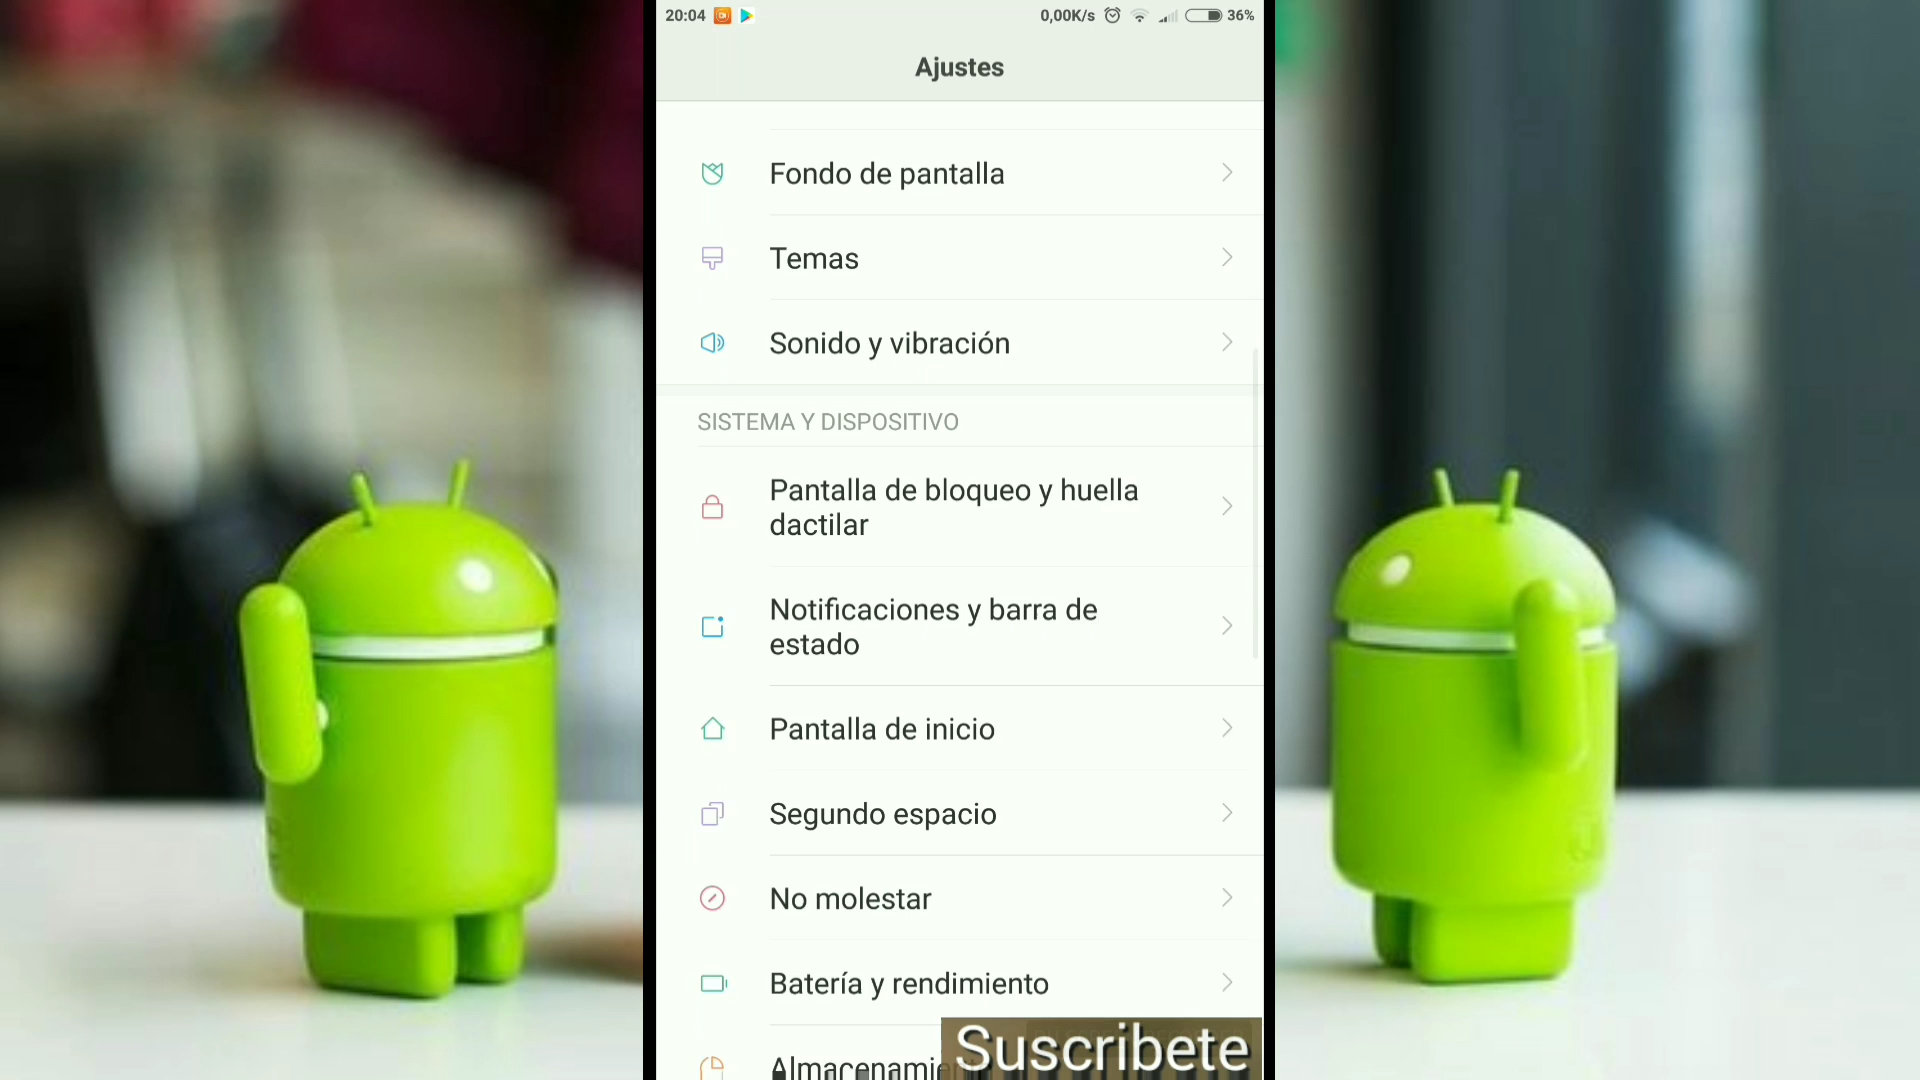 20:04 0,00K/s 36%
Ajustes
Fondo de pantalla
Temas
Sonido y vibración
SISTEMA Y DISPOSITIVO
Pantalla de bloqueo y huella
dactilar
Notificaciones y barra de
estado
Pantalla de inicio
Segundo espacio
No molestar
Batería y rendimiento
Almacenamie
Suscribete